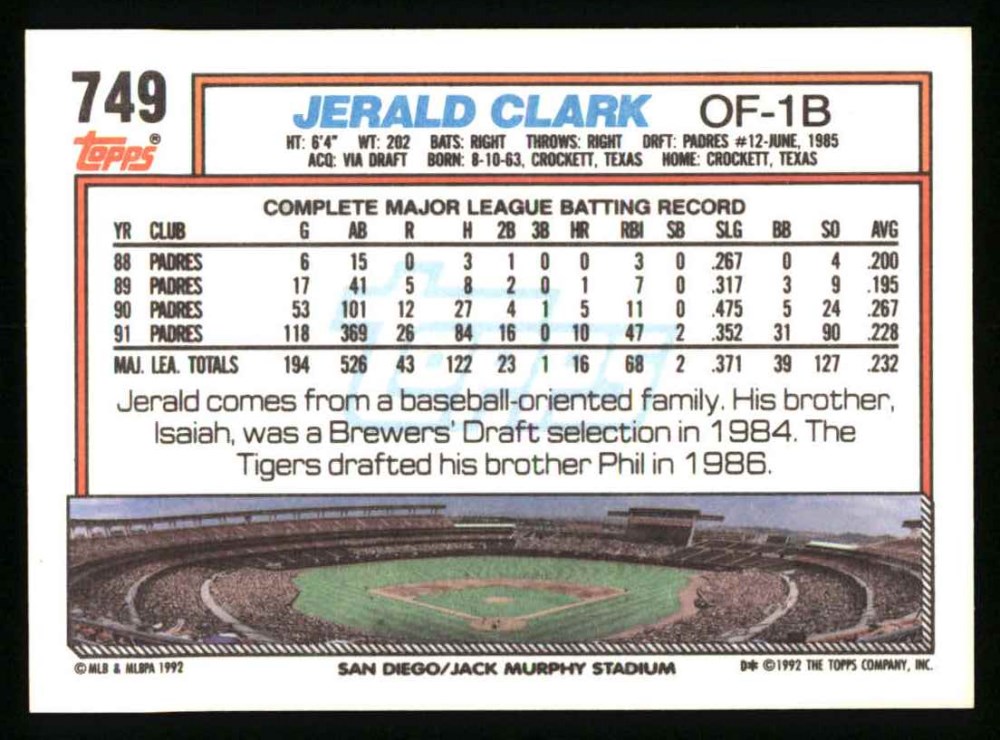 749
topps®
JERALD CLARK OF-1B
HT: 6'4" WT: 202 BATS: RIGHT THROWS: RIGHT DRFT: PADRES #12-JUNE, 1985
ACQ: VIA DRAFT BORN: 8-10-63, CROCKETT, TEXAS HOME: CROCKETT, TEXAS
COMPLETE MAJOR LEAGUE BATTING RECORD
YR CLUB G AB R H 2B 3B HR RBI SB SLG BB SO AVG
88 PADRES 6 15 0 3 1 0 0 3 0 .267 0 4 .200
89 PADRES 17 41 5 8 2 0 1 7 0 .317 3 9 .195
90 PADRES 53 101 12 27 4 1 5 11 0 .475 5 24 .267
91 PADRES 118 369 26 84 16 0 10 47 2 .352 31 90 .228
MAJ. LEA. TOTALS 194 526 43 122 23 1 16 68 2 .371 39 127 .232
topps
Jerald comes from a baseball-oriented family. His brother,
Isaiah, was a Brewers' Draft selection in 1984. The
Tigers drafted his brother Phil in 1986.
© MLB & MLBPA 1992 SAN DIEGO/JACK MURPHY STADIUM D* © 1992 THE TOPPS COMPANY, INC.